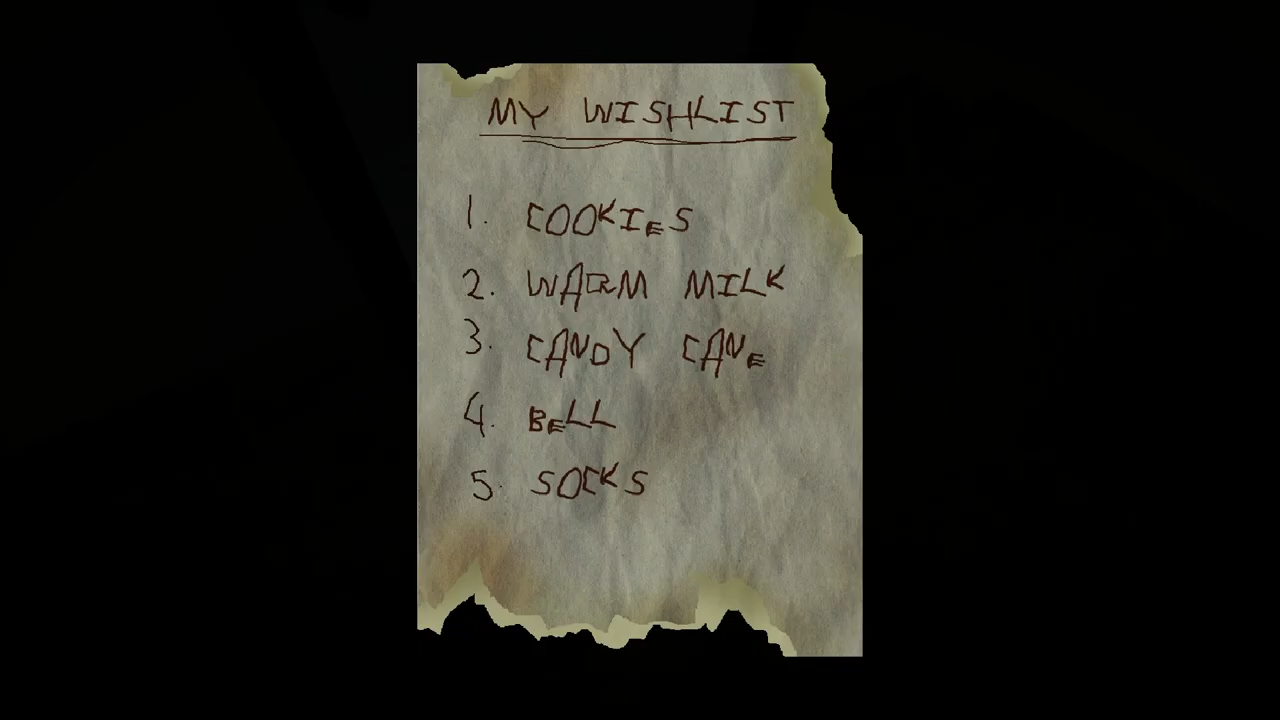 MY WISHLIST
1. COOKIES
2. WARM MILK
3. CANDY CANE
4. BELL
5. SOCKS